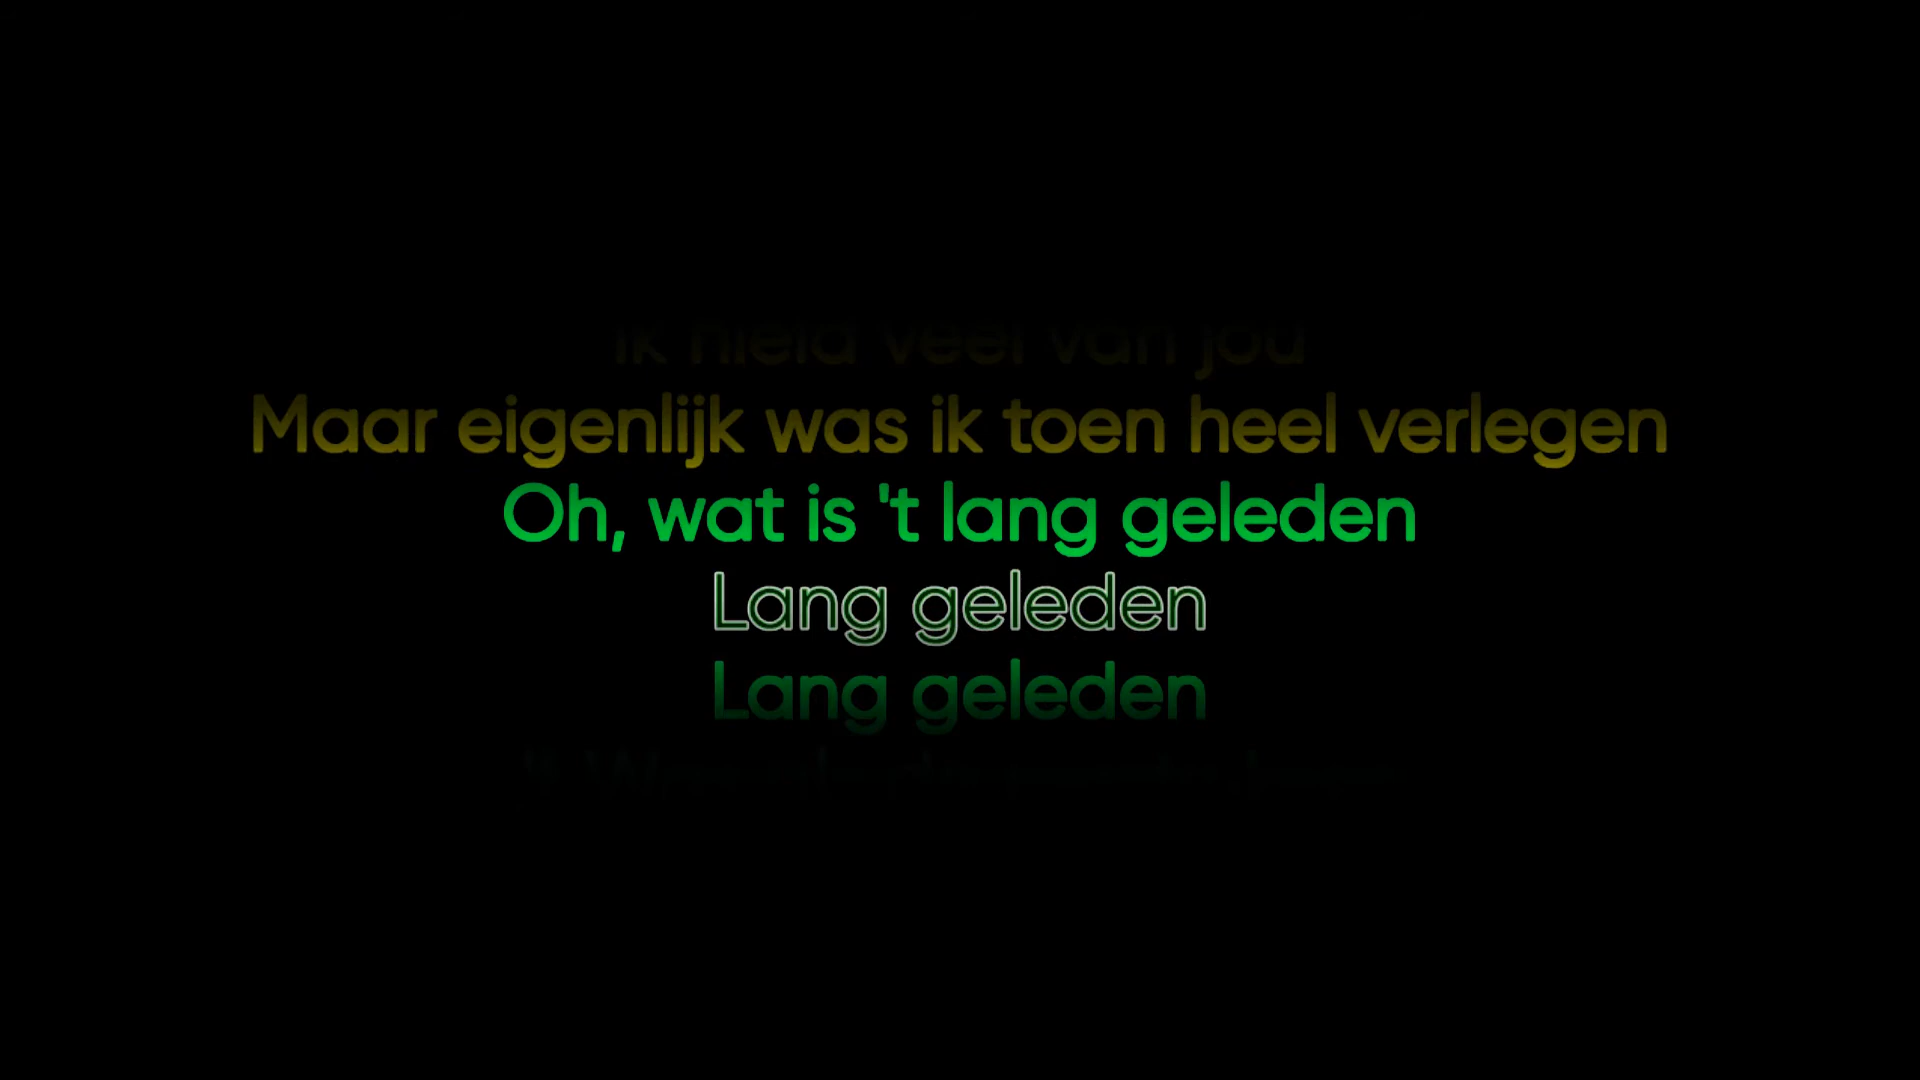 Ik hield veel van jou
Maar eigenlijk was ik toen heel verlegen
Oh, wat is 't lang geleden
Lang geleden
Lang geleden